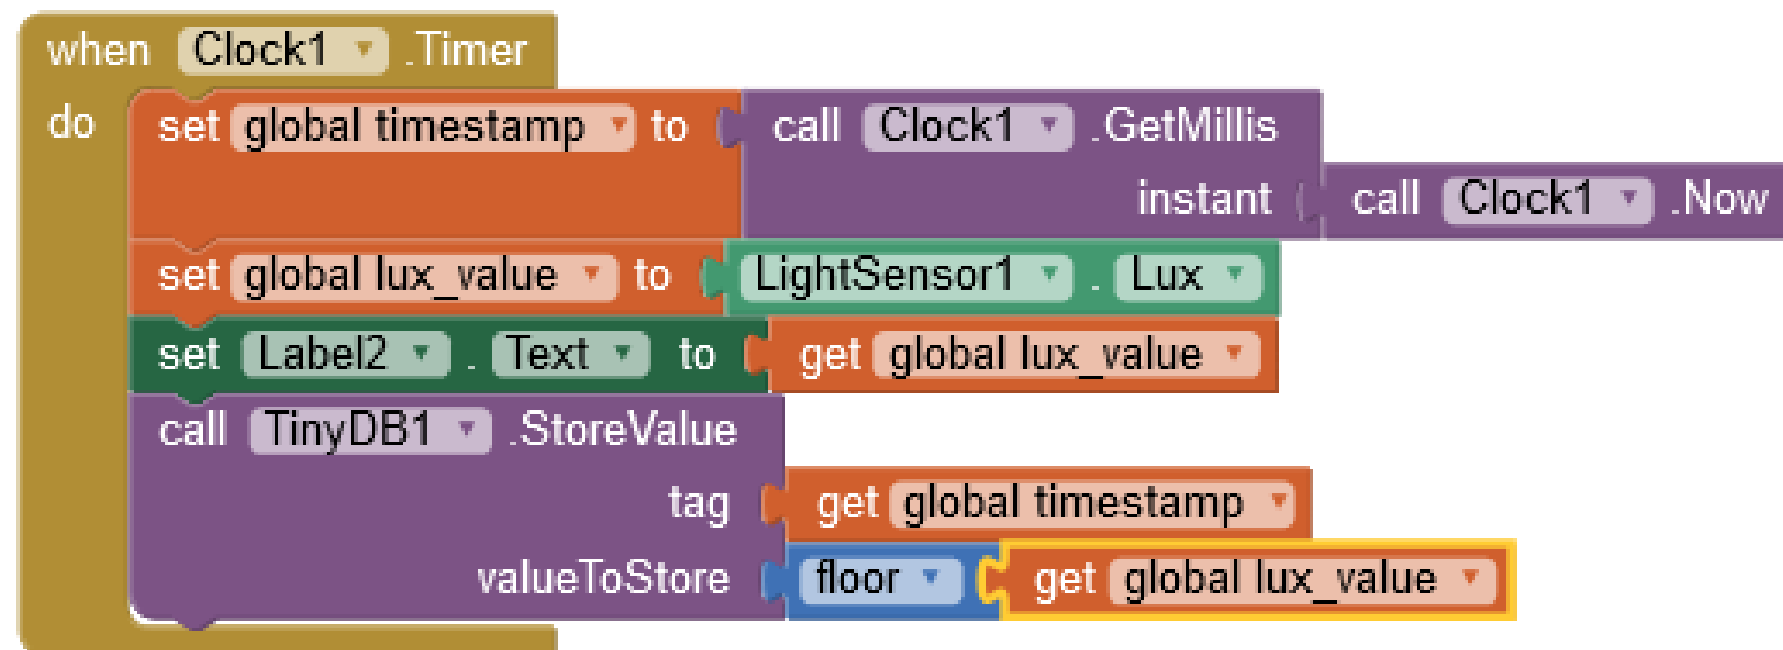 when Clock1 .Timer
do set global timestamp to call Clock1 .GetMillis
instant call Clock1 .Now
set global lux_value to LightSensor1 . Lux
set Label2 . Text to get global lux_value
call TinyDB1 .StoreValue
tag get global timestamp
valueToStore floor get global lux_value